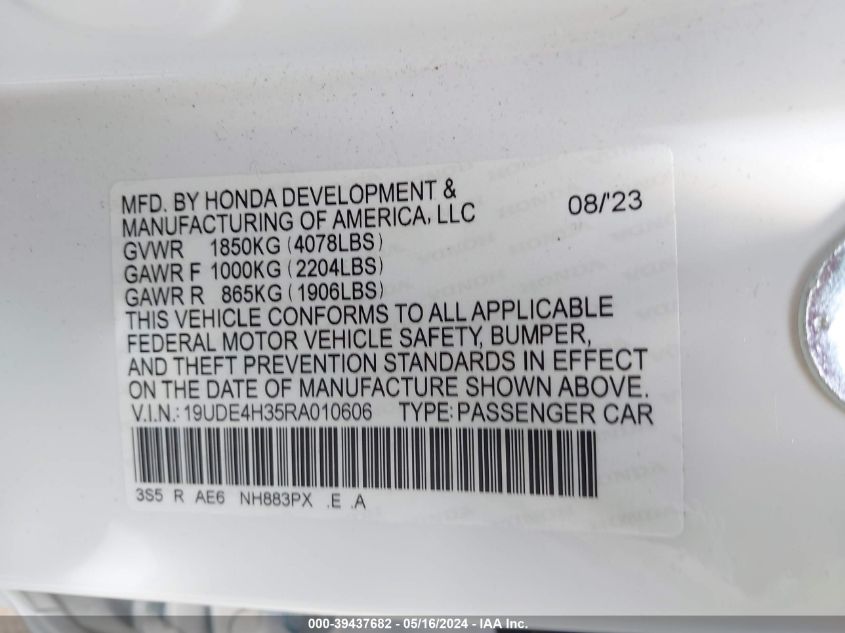 MFD. BY HONDA DEVELOPMENT &
MANUFACTURING OF AMERICA, LLC 08/'23
GVWR 1850KG (4078LBS)
GAWR F 1000KG (2204LBS)
GAWR R 865KG (1906LBS)
THIS VEHICLE CONFORMS TO ALL APPLICABLE
FEDERAL MOTOR VEHICLE SAFETY, BUMPER,
AND THEFT PREVENTION STANDARDS IN EFFECT
ON THE DATE OF MANUFACTURE SHOWN ABOVE.
V.I.N.: 19UDE4H35RA010606 TYPE: PASSENGER CAR
3S5 R AE6 NH883PX .E .A
000-39437682 - 05/16/2024 - IAA Inc.